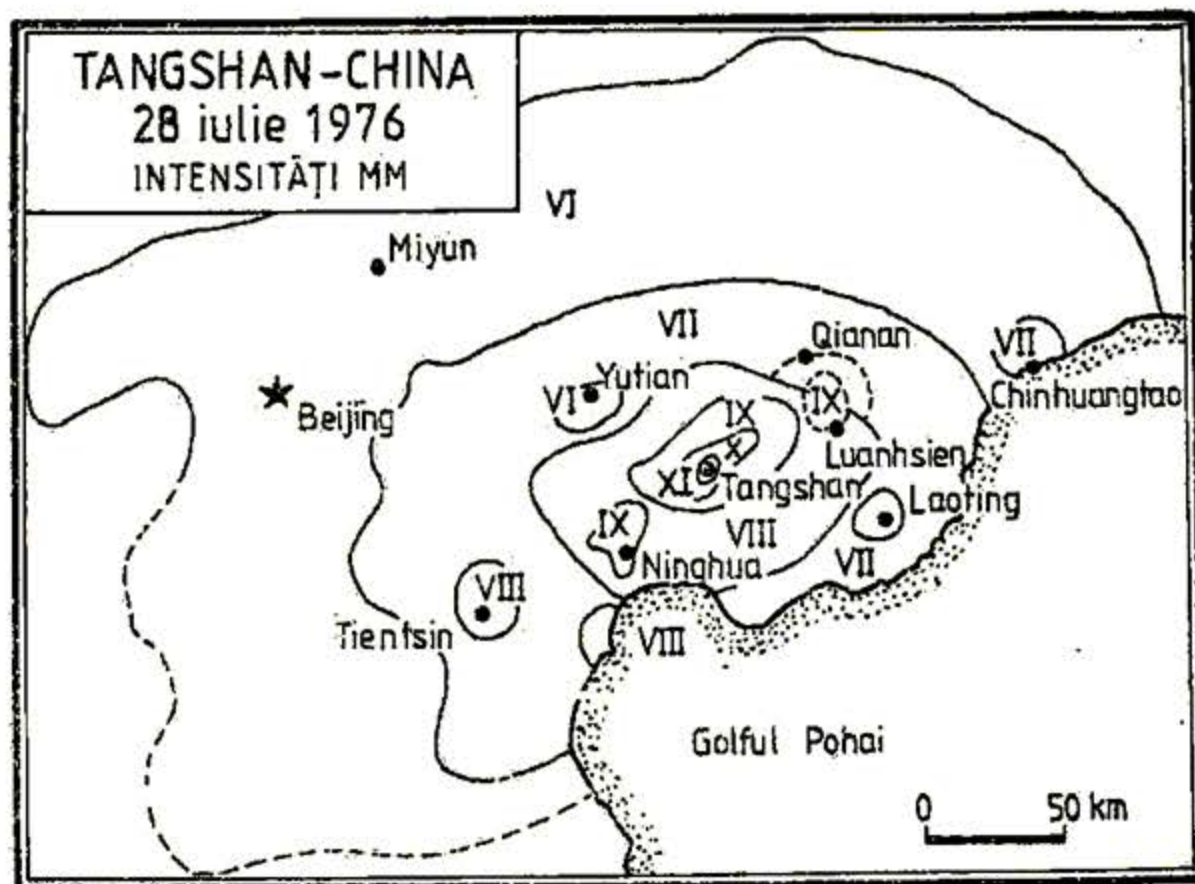 TANGSHAN-CHINA
28 iulie 1976
INTENSITĂȚI MM
VI
Miyun
VII
Qianan
VII
Chinhuangtao
Beijing
VI
Yutian
IX
IX
X
Luanhsien
XI
Tangshan
Laoting
IX
VIII
VII
Ninghua
VIII
Tientsin
VIII
Golful Pohai
0 50 km